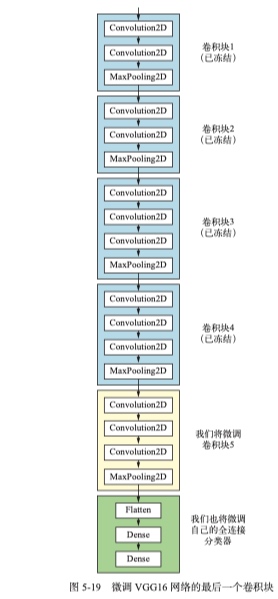 Convolution2D
卷积块1
Convolution2D
(已冻结)
MaxPooling2D
Convolution2D
卷积块2
Convolution2D
(已冻结)
MaxPooling2D
Convolution2D
Convolution2D
卷积块3
(已冻结)
Convolution2D
MaxPooling2D
Convolution2D
Convolution2D
卷积块4
(已冻结)
Convolution2D
MaxPooling2D
Convolution2D
Convolution2D
我们将微调
卷积块5
Convolution2D
MaxPooling2D
Flatten
我们也将微调
Dense
自己的全连接
分类器
Dense
图 5-19 微调 VGG16 网络的最后一个卷积块